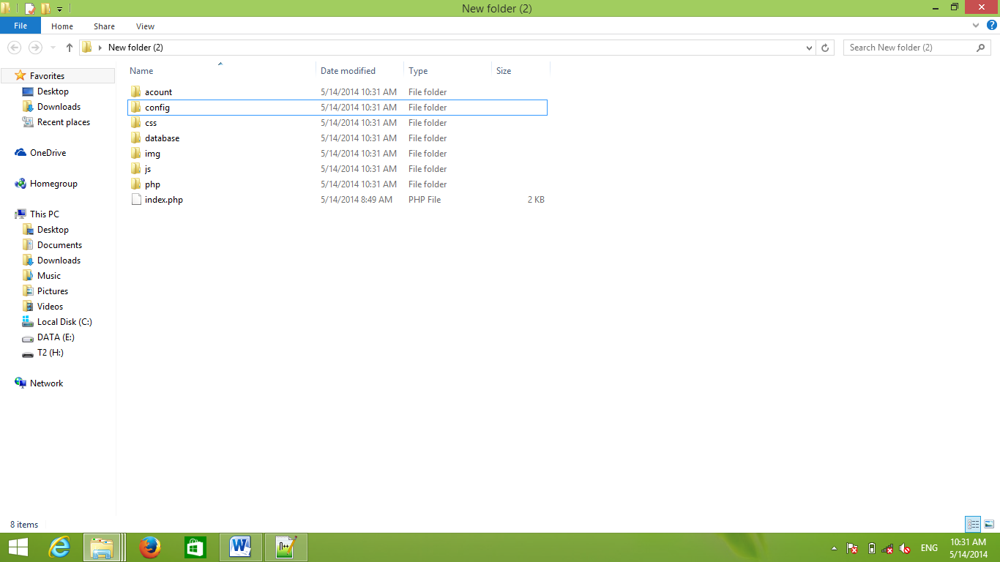 New folder (2)
File Home Share View
New folder (2)
Search New folder (2)
Name Date modified Type Size
acount 5/14/2014 10:31 AM File folder
config 5/14/2014 10:31 AM File folder
css 5/14/2014 10:31 AM File folder
database 5/14/2014 10:31 AM File folder
img 5/14/2014 10:31 AM File folder
js 5/14/2014 10:31 AM File folder
php 5/14/2014 10:31 AM File folder
index.php 5/14/2014 8:49 AM PHP File 2 KB
Favorites
Desktop
Downloads
Recent places
OneDrive
Homegroup
This PC
Desktop
Documents
Downloads
Music
Pictures
Videos
Local Disk (C:)
DATA (E:)
T2 (H:)
Network
8 items
ENG
10:31 AM
5/14/2014